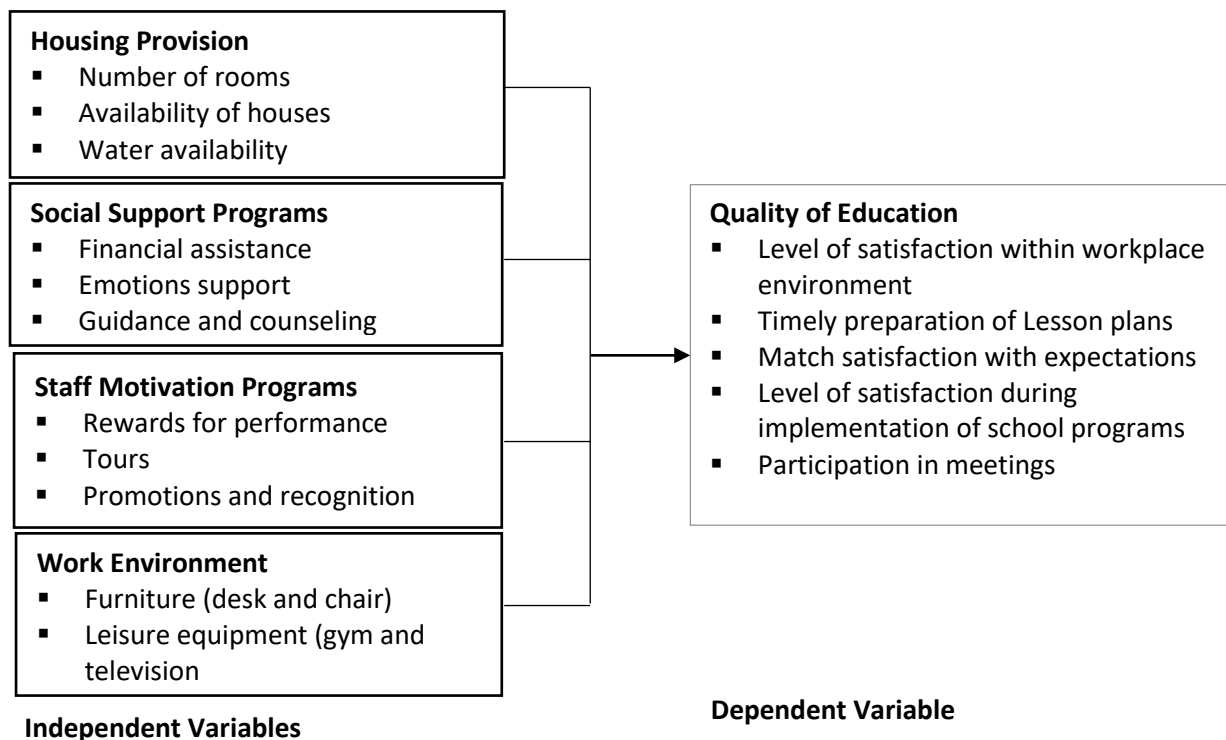 Housing Provision
▪ Number of rooms
▪ Availability of houses
▪ Water availability
Social Support Programs
▪ Financial assistance
▪ Emotions support
▪ Guidance and counseling
Staff Motivation Programs
▪ Rewards for performance
▪ Tours
▪ Promotions and recognition
Work Environment
▪ Furniture (desk and chair)
▪ Leisure equipment (gym and
television
Independent Variables
Quality of Education
▪ Level of satisfaction within workplace
environment
▪ Timely preparation of Lesson plans
▪ Match satisfaction with expectations
▪ Level of satisfaction during
implementation of school programs
▪ Participation in meetings
Dependent Variable